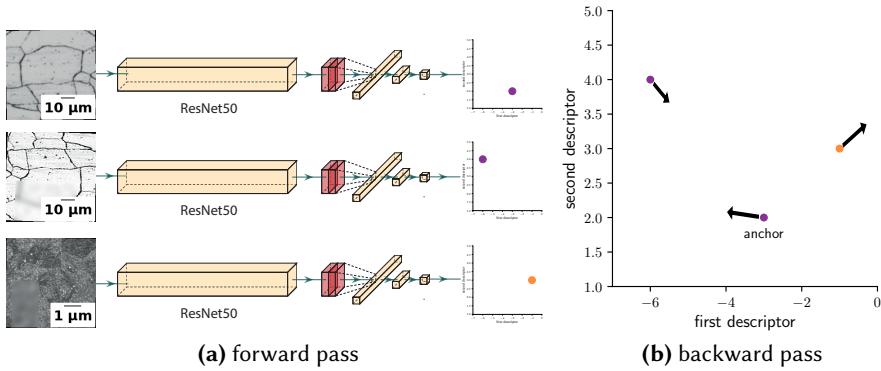 10 µm
ResNet50
10 µm
ResNet50
1 µm
ResNet50
(a) forward pass
5.0
4.5
4.0
3.5
3.0
2.5
2.0
1.5
1.0
second descriptor
anchor
−6
−4
−2
0
first descriptor
(b) backward pass